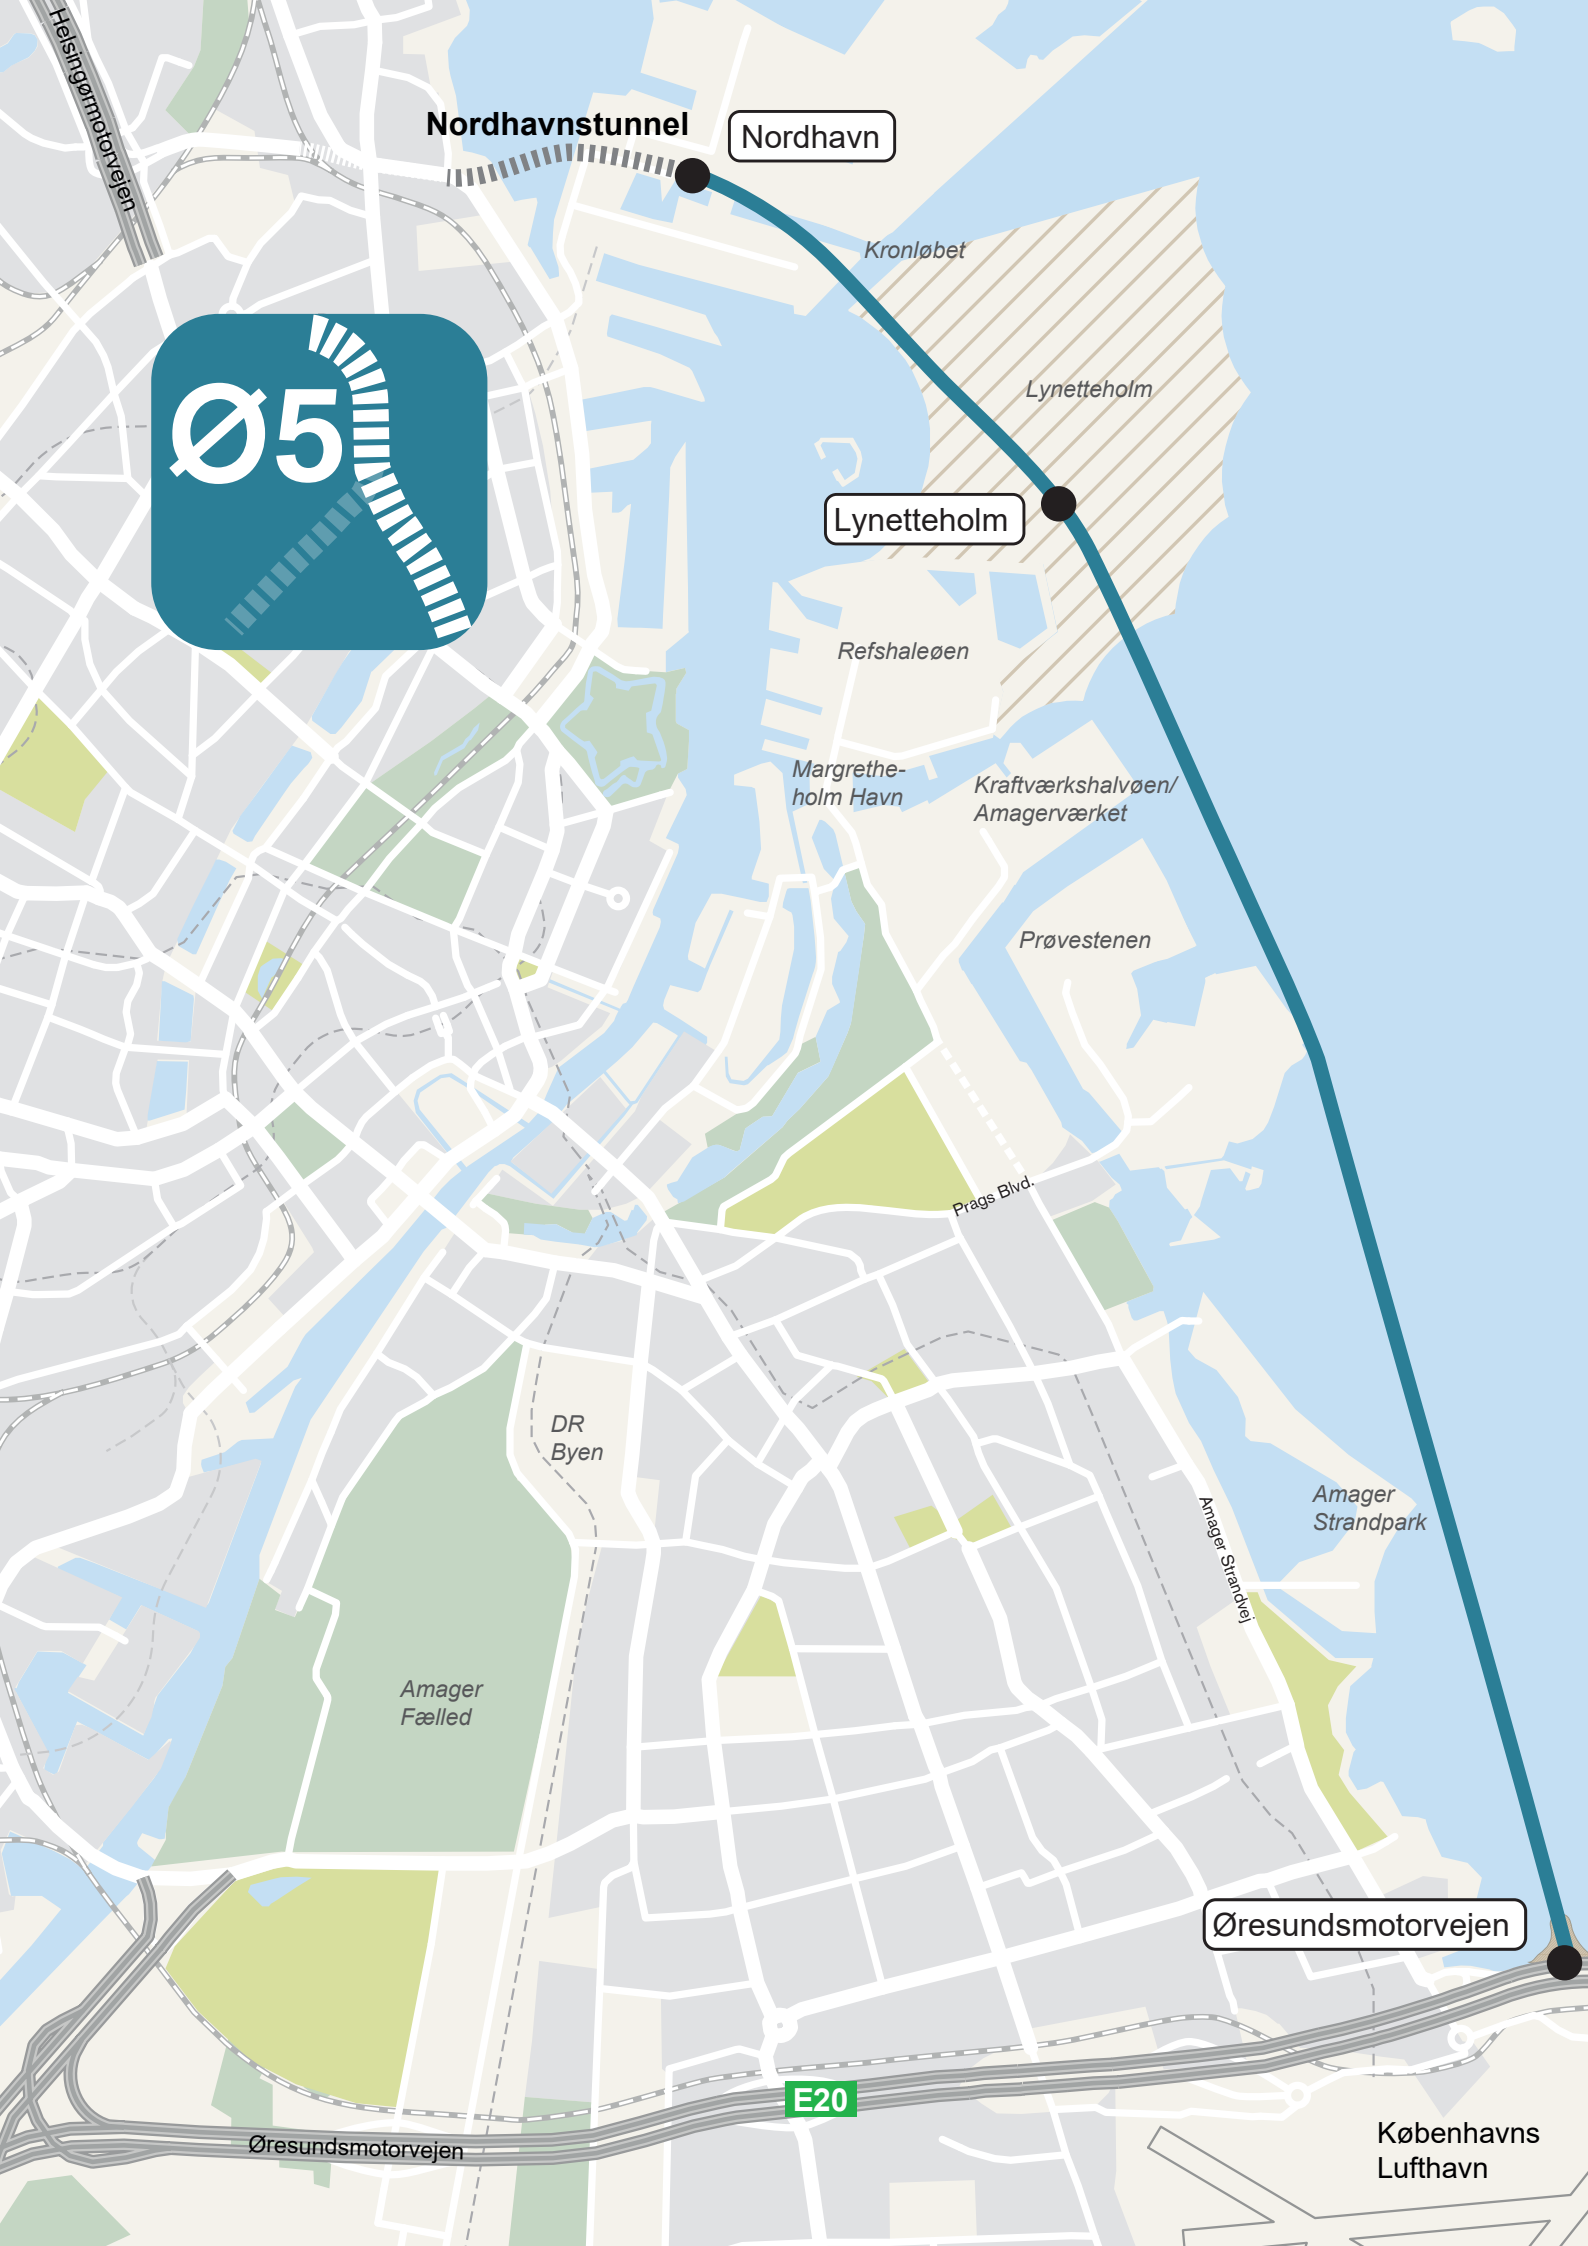 Helsingørmotorvejen
Nordhavnstunnel
Nordhavn
Kronløbet
Ø5
Lynetteholm
Lynetteholm
Refshaleøen
Margrethe-
holm Havn
Kraftværkshalvøen/
Amagerværket
Prøvestenen
Prags Blvd.
DR
Byen
Amager
Strandpark
Amager Strandvej
Amager
Fælled
Øresundsmotorvejen
E20
Øresundsmotorvejen
Københavns
Lufthavn